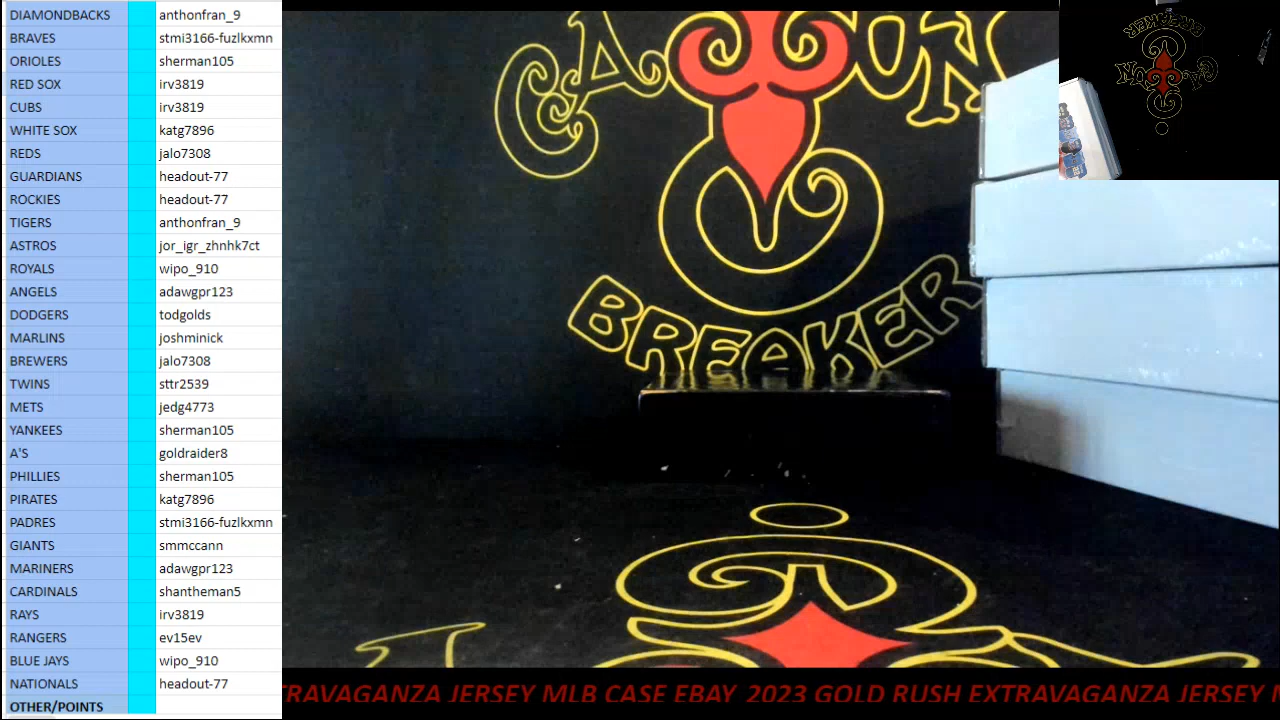 DIAMONDBACKS anthonfran_9
BRAVES stmi3166-fuzlkxmn
ORIOLES sherman105
RED SOX irv3819
CUBS irv3819
WHITE SOX katg7896
REDS jalo7308
GUARDIANS headout-77
ROCKIES headout-77
TIGERS anthonfran_9
ASTROS jor_igr_zhnhk7ct
ROYALS wipo_910
ANGELS adawgpr123
DODGERS todgolds
MARLINS joshminick
BREWERS jalo7308
TWINS sttr2539
METS jedg4773
YANKEES sherman105
A'S goldraider8
PHILLIES sherman105
PIRATES katg7896
PADRES stmi3166-fuzlkxmn
GIANTS smmccann
MARINERS adawgpr123
CARDINALS shantheman5
RAYS irv3819
RANGERS ev15ev
BLUE JAYS wipo_910
NATIONALS headout-77
OTHER/POINTS
BREAKER
BREAKER
TRAVAGANZA JERSEY MLB CASE EBAY 2023 GOLD RUSH EXTRAVAGANZA JERSEY